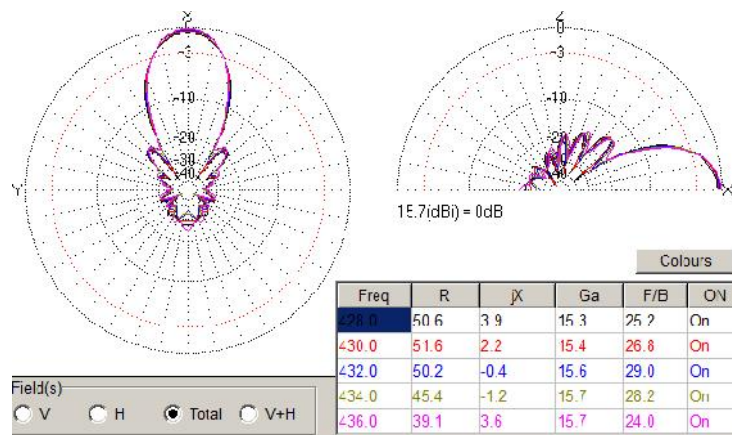 X
0
-3
-10
-20
-30
-40
Y
Z
0
-3
-10
-20
-40
X
15.7(dBi) = 0dB
Colours
Freq R jX Ga F/B ON
428.0 50.6 3.9 15.3 25.2 On
430.0 51.6 2.2 15.4 26.8 On
432.0 50.2 -0.4 15.6 29.0 On
434.0 45.4 -1.2 15.7 28.2 On
436.0 39.1 3.6 15.7 24.0 On
Field(s)
V H Total V+H